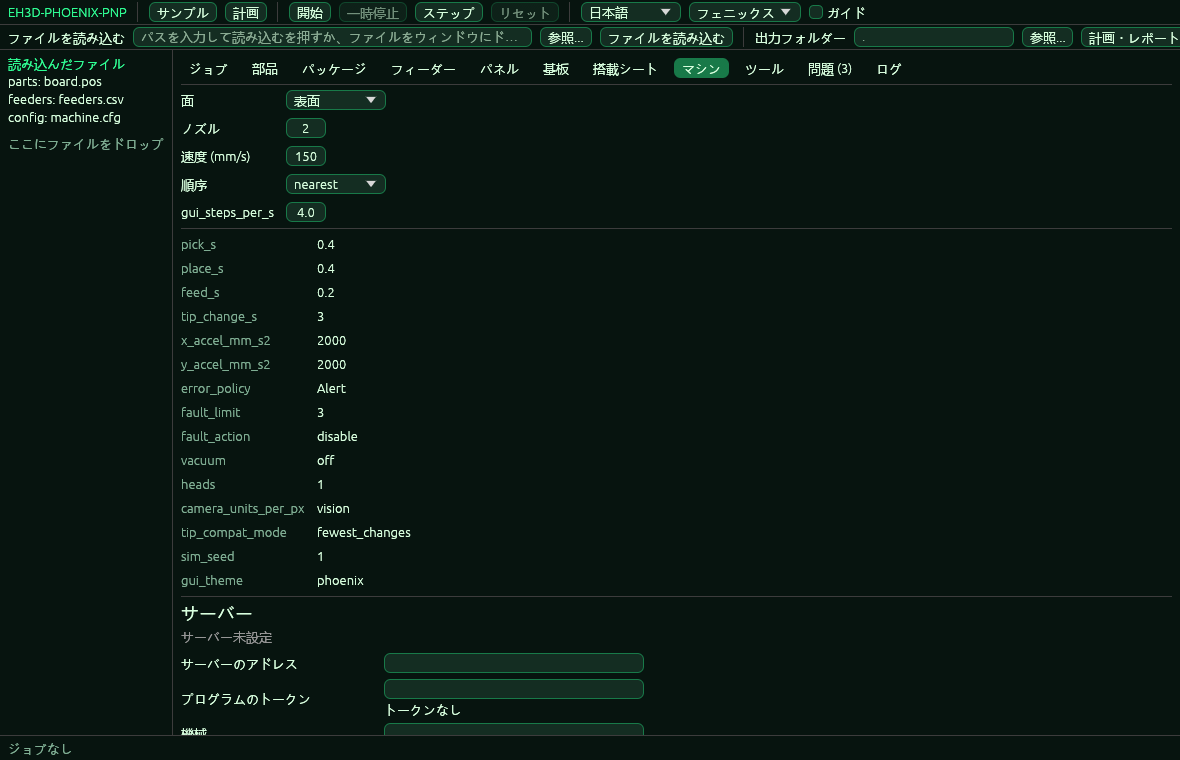 EH3D-PHOENIX-PNP サンプル 計画 開始 一時停止 ステップ リセット 日本語 フェニックス ガイド
ファイルを読み込む パスを入力して読み込むを押すか、ファイルをウィンドウにド... 参照... ファイルを読み込む 出力フォルダー . 参照... 計画・レポート
読み込んだファイル
parts: board.pos
feeders: feeders.csv
config: machine.cfg
ここにファイルをドロップ
ジョブ 部品 パッケージ フィーダー パネル 基板 搭載シート マシン ツール 問題 (3) ログ
面 表面
ノズル 2
速度 (mm/s) 150
順序 nearest
gui_steps_per_s 4.0
pick_s 0.4
place_s 0.4
feed_s 0.2
tip_change_s 3
x_accel_mm_s2 2000
y_accel_mm_s2 2000
error_policy Alert
fault_limit 3
fault_action disable
vacuum off
heads 1
camera_units_per_px vision
tip_compat_mode fewest_changes
sim_seed 1
gui_theme phoenix
サーバー
サーバー未設定
サーバーのアドレス
プログラムのトークン
トークンなし
機械
ジョブなし